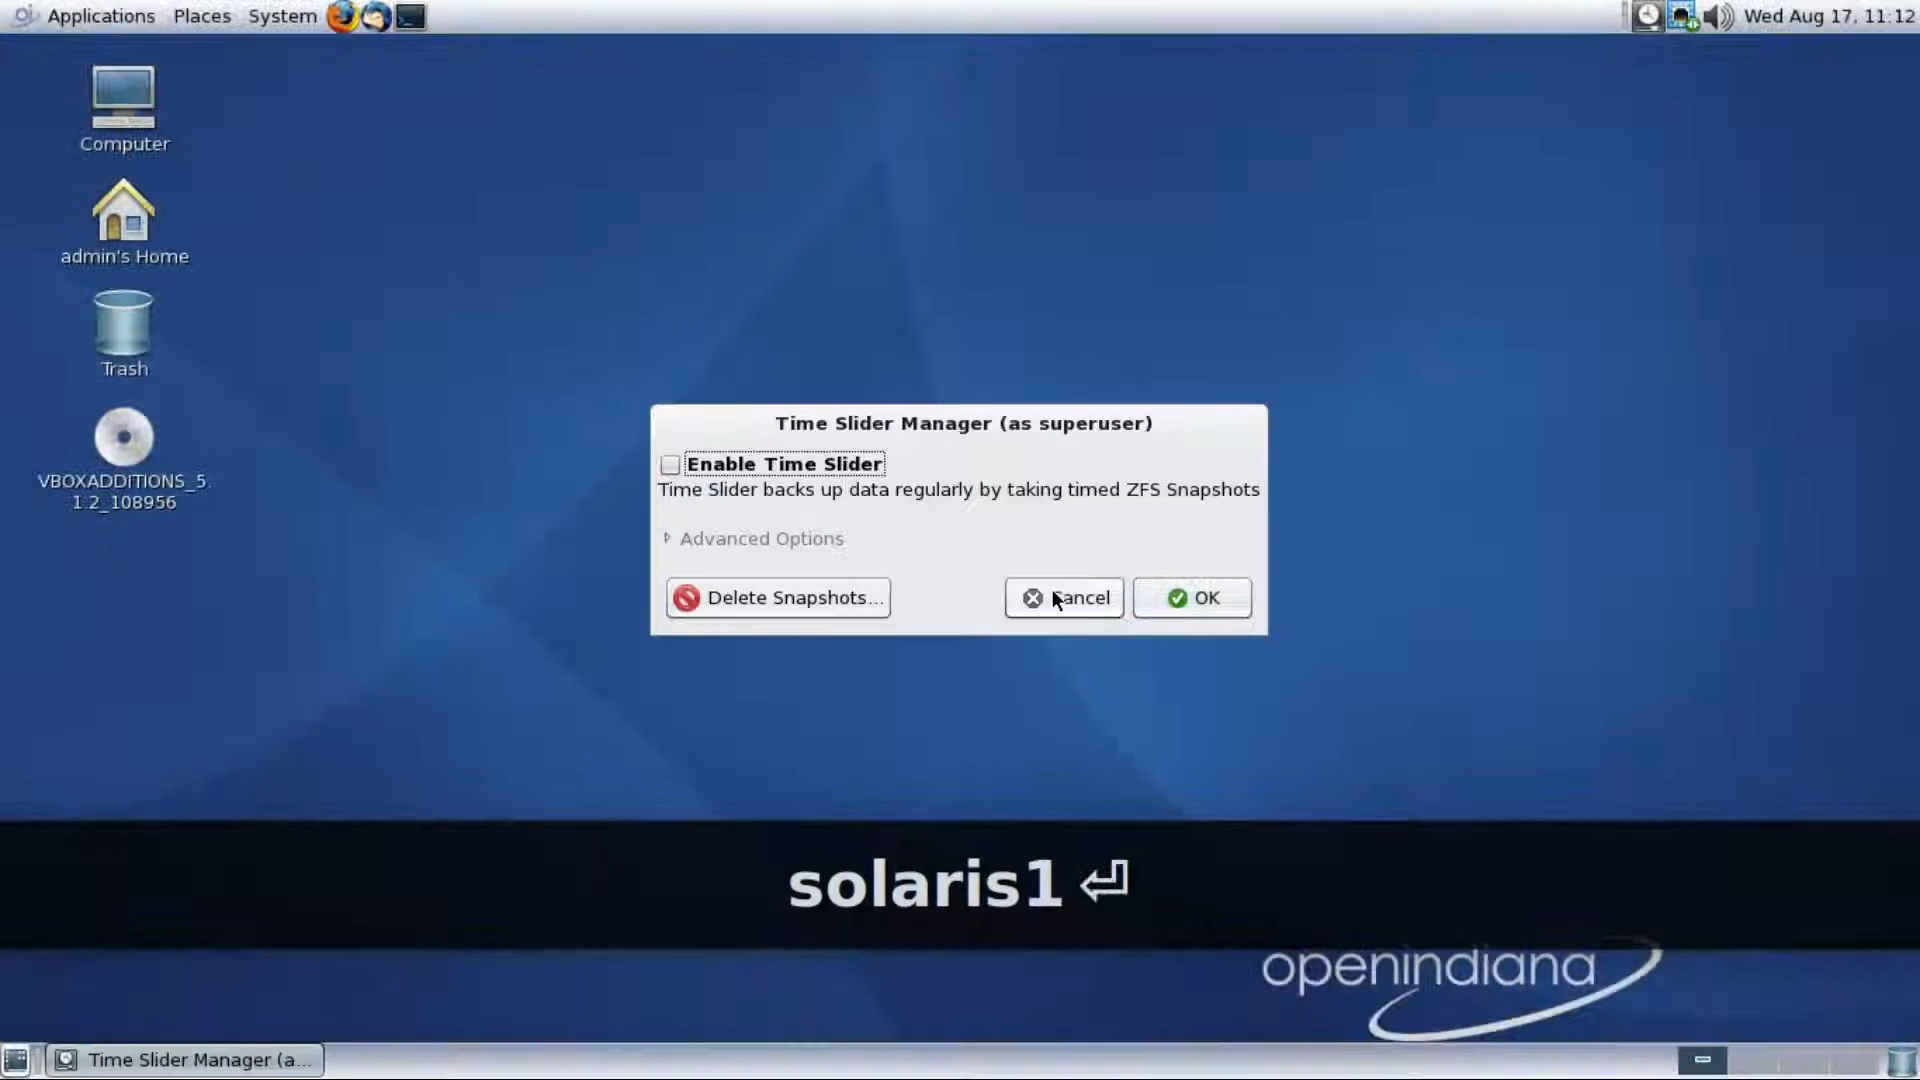 Applications Places System
Wed Aug 17, 11:12
Computer
admin's Home
Trash
VBOXADDITIONS_5.
1.2_108956
Time Slider Manager (as superuser)
Enable Time Slider
Time Slider backs up data regularly by taking timed ZFS Snapshots
Advanced Options
Delete Snapshots... Cancel OK
solaris1 ⏎
openindiana
Time Slider Manager (a...